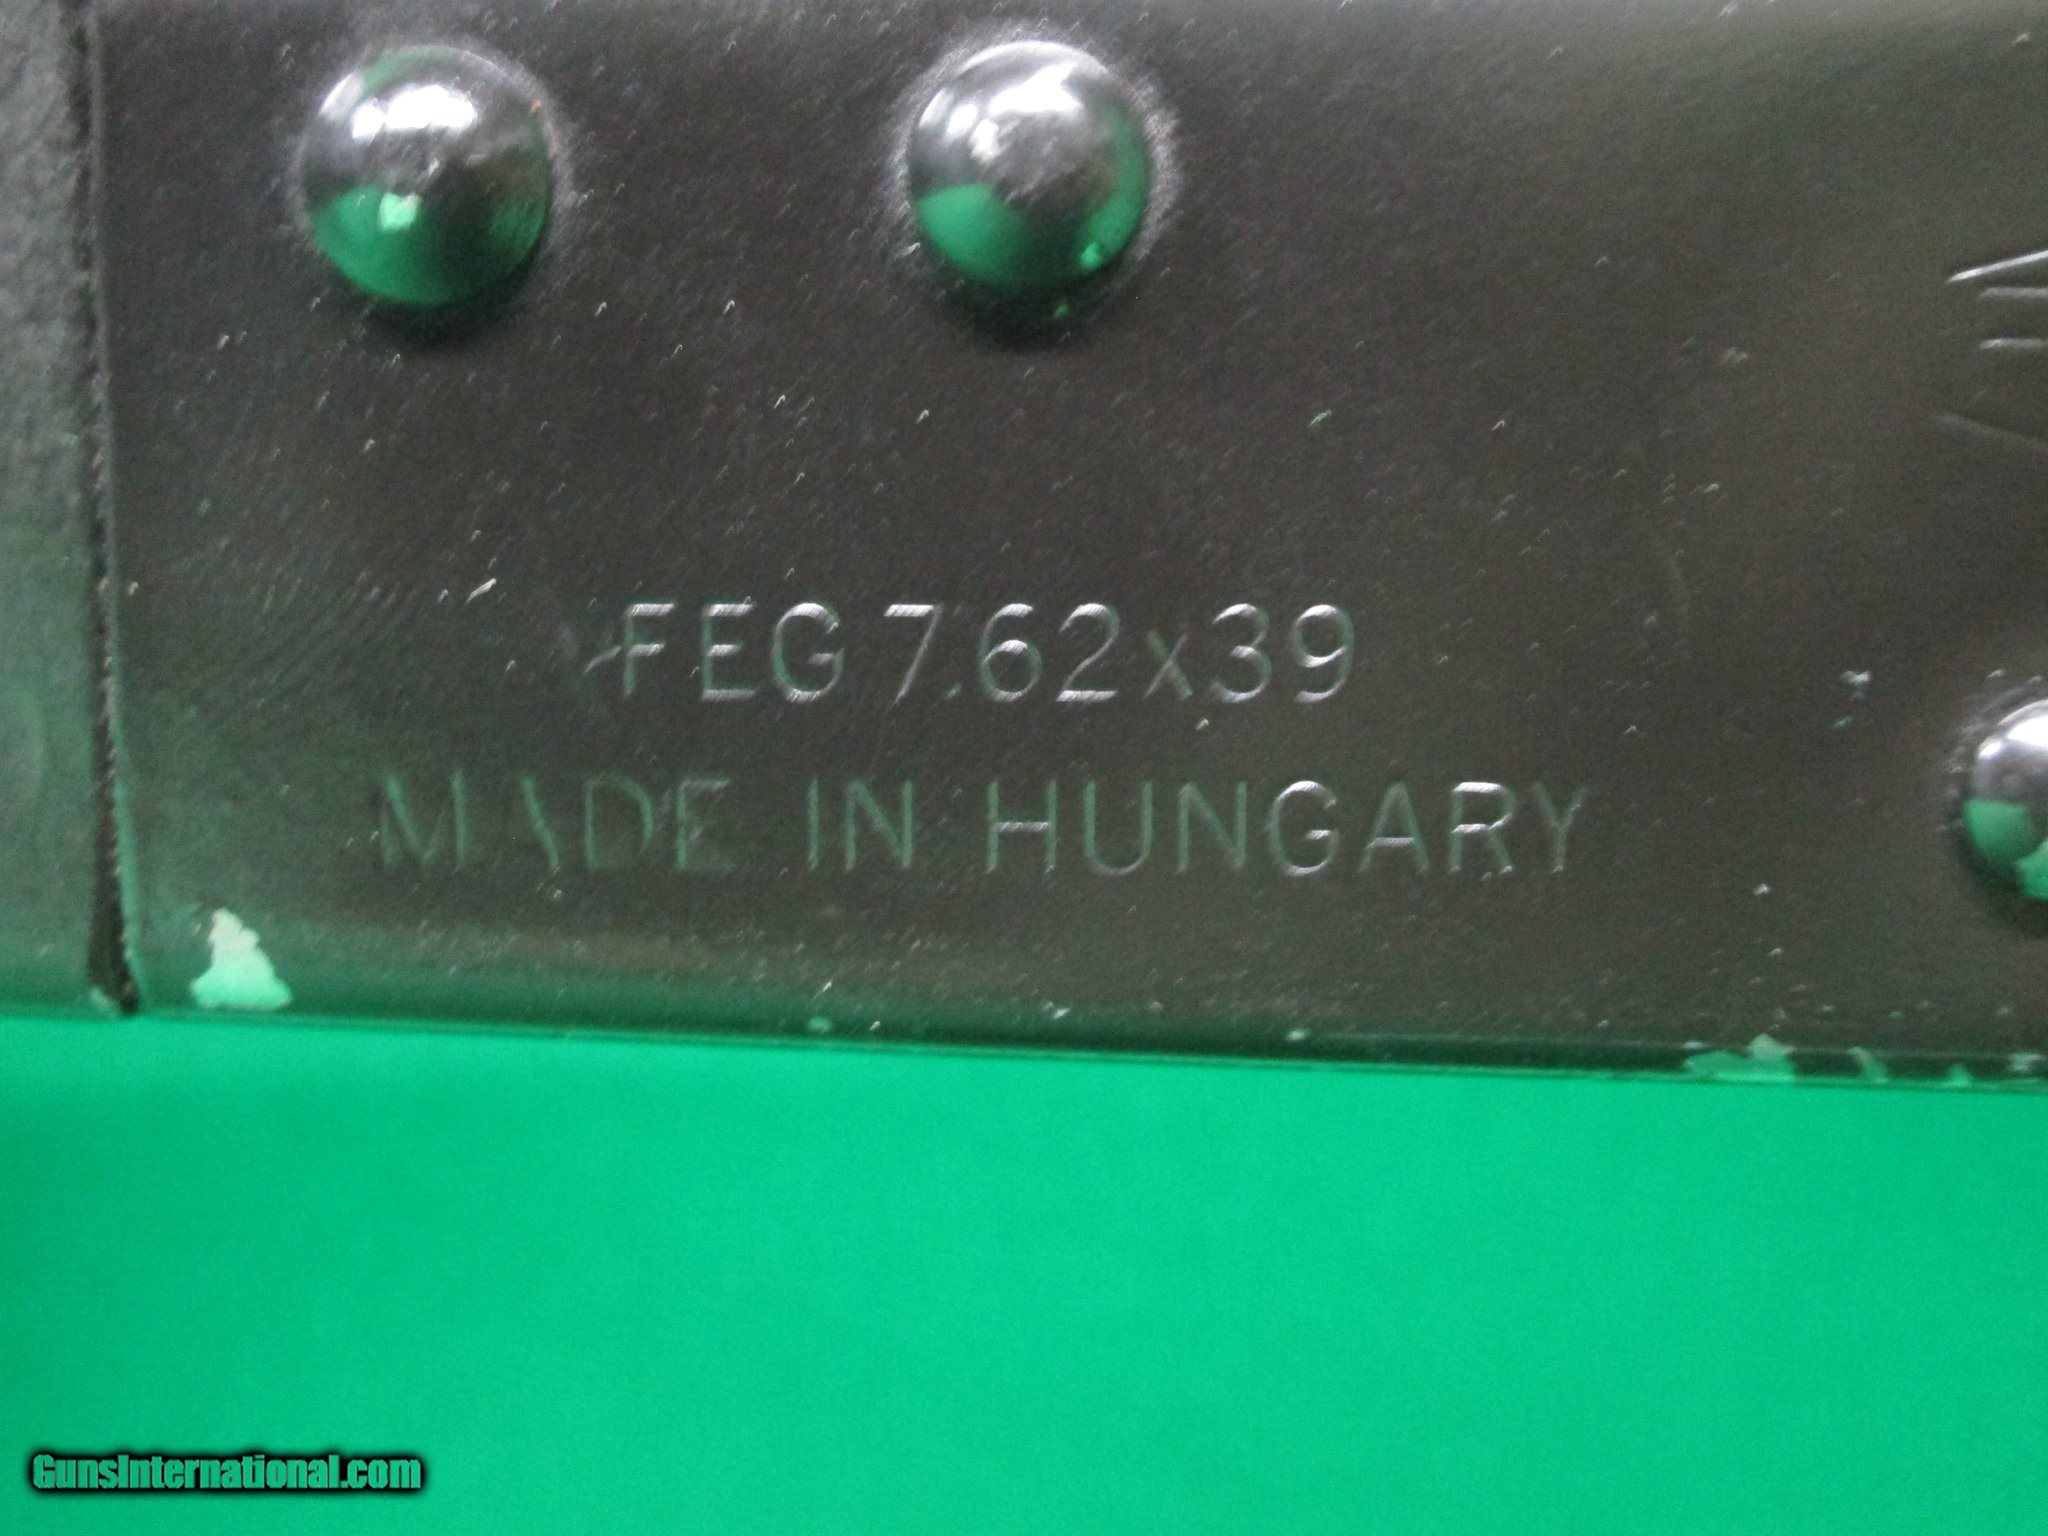 FEG 7.62x39
MADE IN HUNGARY
GunsInternational.com